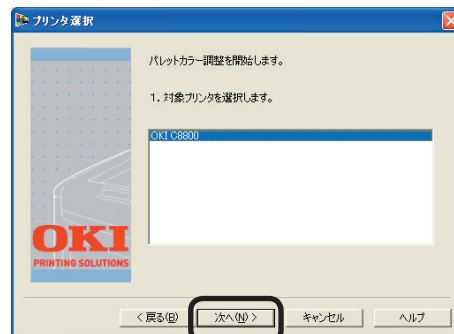 プリンタ選択
パレットカラー調整を開始します。
1. 対象プリンタを選択します。
OKI C8800
OKI
PRINTING SOLUTIONS
< 戻る(B)
次へ(N) >
キャンセル
ヘルプ